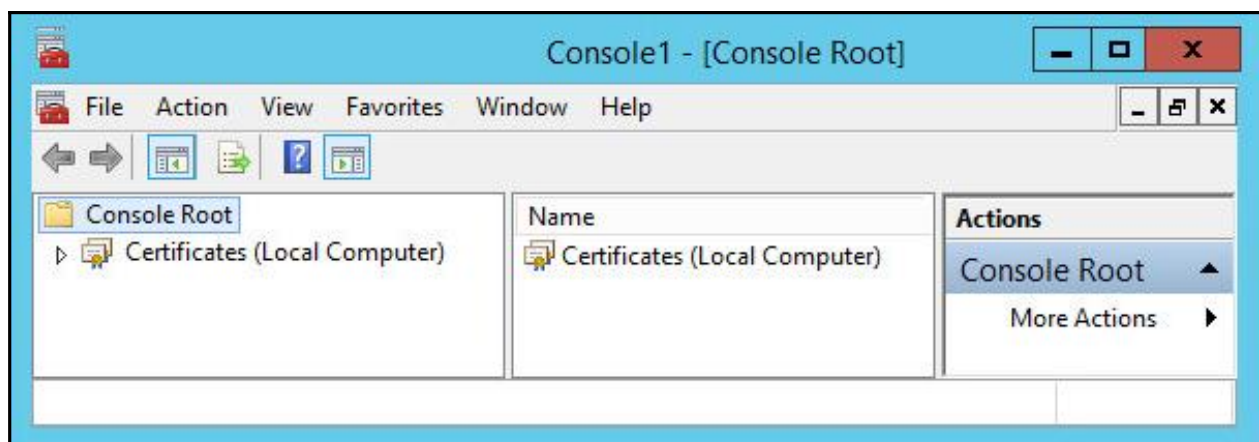 Console1 - [Console Root]
File Action View Favorites Window Help
Console Root
Certificates (Local Computer)
Name
Certificates (Local Computer)
Actions
Console Root
More Actions